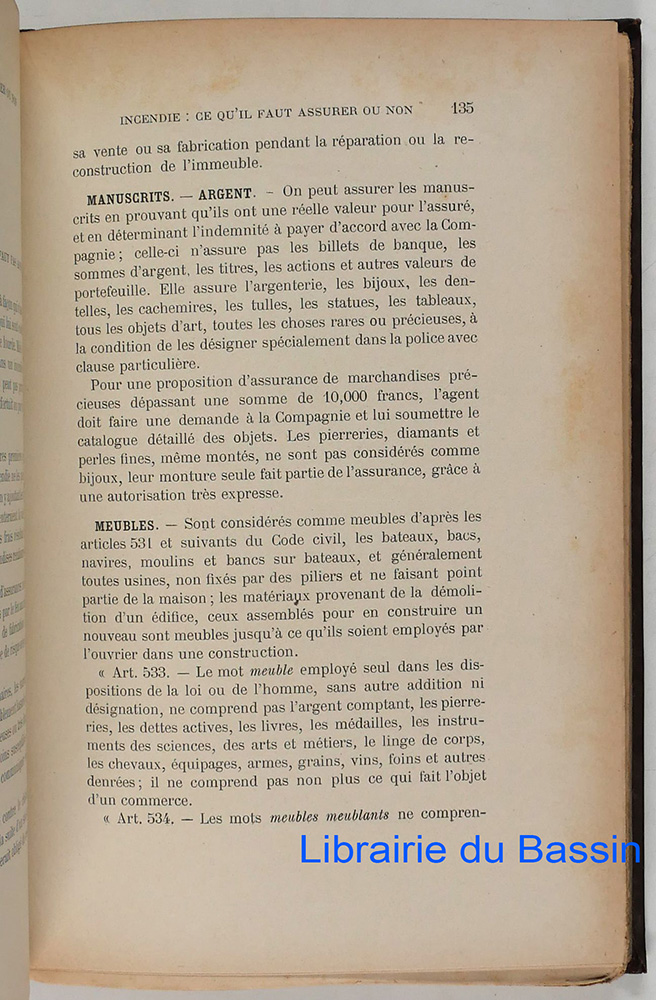 INCENDIE : CE QU'IL FAUT ASSURER OU NON 135
sa vente ou sa fabrication pendant la réparation ou la re-
construction de l'immeuble.
MANUSCRITS. — ARGENT. - On peut assurer les manus-
crits en prouvant qu'ils ont une réelle valeur pour l'assuré,
et en déterminant l'indemnité à payer d'accord avec la Com-
pagnie ; celle-ci n'assure pas les billets de banque, les
sommes d'argent, les titres, les actions et autres valeurs de
portefeuille. Elle assure l'argenterie, les bijoux, les den-
telles, les cachemires, les tulles, les statues, les tableaux,
tous les objets d'art, toutes les choses rares ou précieuses, à
la condition de les désigner spécialement dans la police avec
clause particulière.
Pour une proposition d'assurance de marchandises pré-
cieuses dépassant une somme de 10,000 francs, l'agent
doit faire une demande à la Compagnie et lui soumettre le
catalogue détaillé des objets. Les pierreries, diamants et
perles fines, même montés, ne sont pas considérés comme
bijoux, leur monture seule fait partie de l'assurance, grâce à
une autorisation très expresse.
MEUBLES. — Sont considérés comme meubles d'après les
articles 531 et suivants du Code civil, les bateaux, bacs,
navires, moulins et bancs sur bateaux, et généralement
toutes usines, non fixés par des piliers et ne faisant point
partie de la maison ; les matériaux provenant de la démoli-
tion d'un édifice, ceux assemblés pour en construire un
nouveau sont meubles jusqu'à ce qu'ils soient employés par
l'ouvrier dans une construction.
« Art. 533. — Le mot meuble employé seul dans les dis-
positions de la loi ou de l'homme, sans autre addition ni
désignation, ne comprend pas l'argent comptant, les pierre-
ries, les dettes actives, les livres, les médailles, les instru-
ments des sciences, des arts et métiers, le linge de corps,
les chevaux, équipages, armes, grains, vins, foins et autres
denrées ; il ne comprend pas non plus ce qui fait l'objet
d'un commerce.
« Art. 534. — Les mots meubles meublants ne compren-
Librairie du Bassin